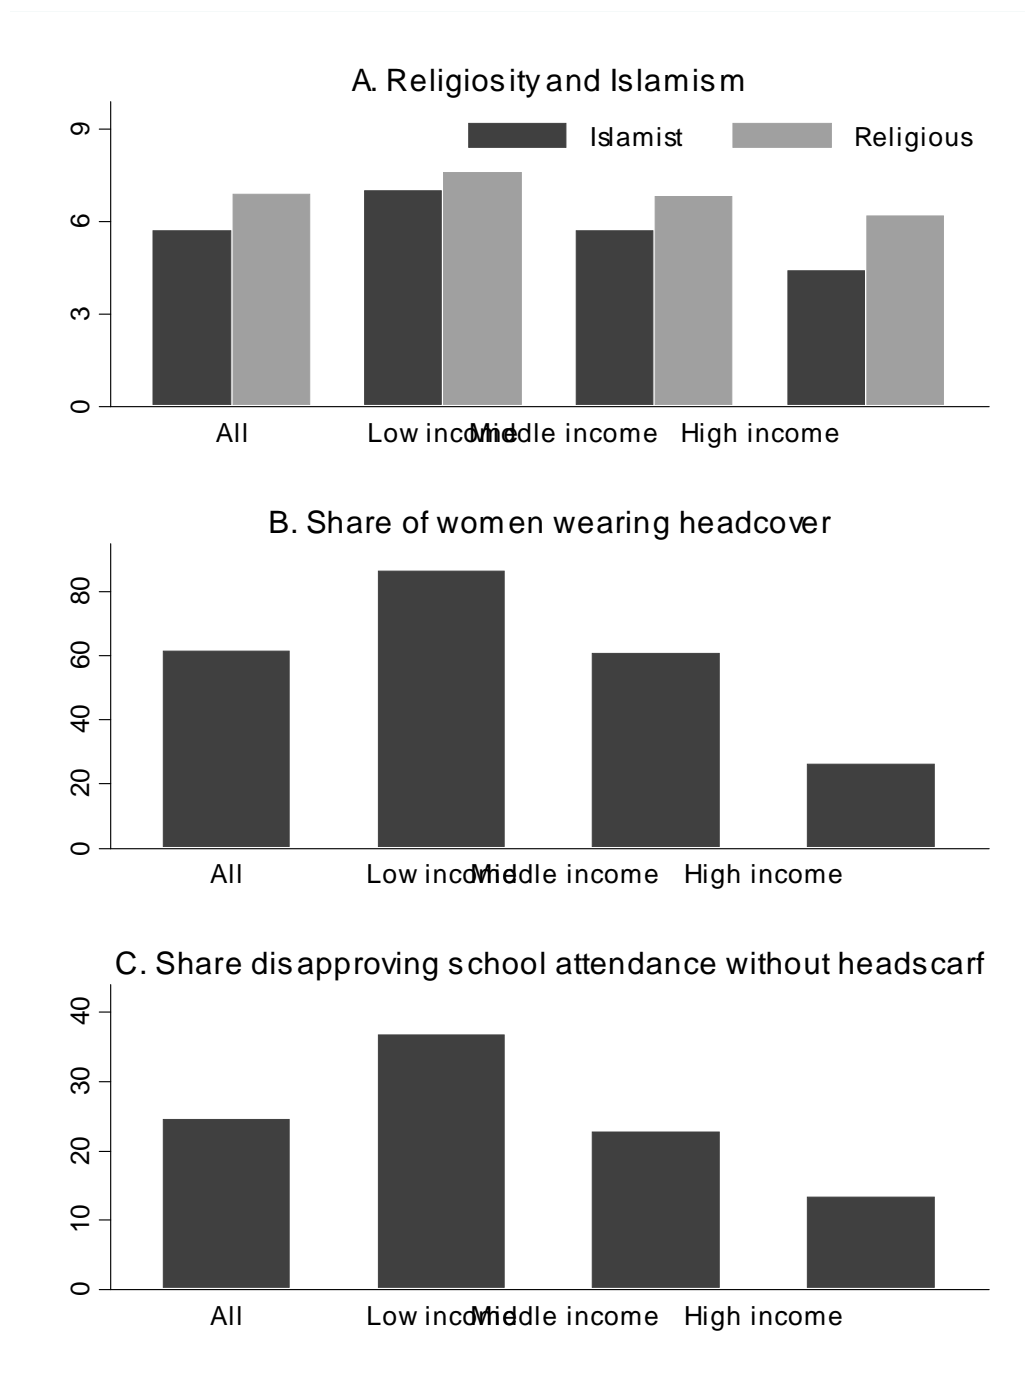 A. Religiosity and Islamism
Islamist Religious
9
6
3
0
All Low income Middle income High income
B. Share of women wearing headcover
80
60
40
20
0
All Low income Middle income High income
C. Share disapproving school attendance without headscarf
40
30
20
10
0
All Low income Middle income High income